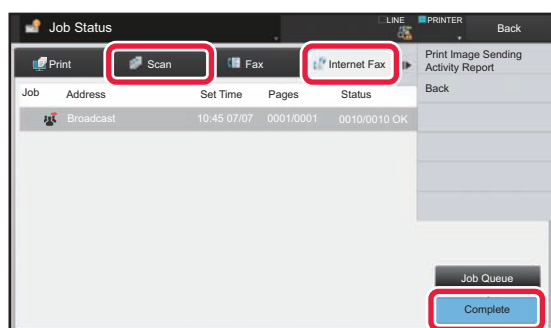 Job Status
LINE
PRINTER
Back
Print
Scan
Fax
Internet Fax
Print Image Sending
Activity Report
Back
Job Address Set Time Pages Status
Broadcast 10:45 07/07 0001/0001 0010/0010 OK
Job Queue
Complete